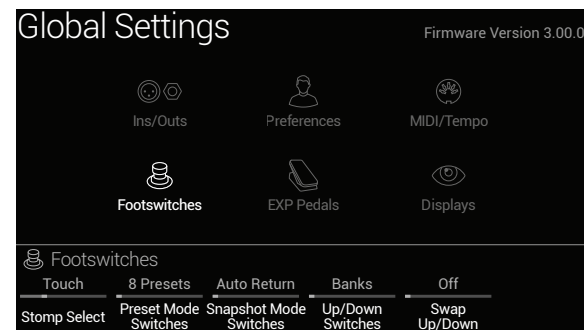 Global Settings
Firmware Version 3.00.0
Ins/Outs
Preferences
MIDI/Tempo
Footswitches
EXP Pedals
Displays
Footswitches
Touch
8 Presets
Auto Return
Banks
Off
Stomp Select
Preset Mode
Switches
Snapshot Mode
Switches
Up/Down
Switches
Swap
Up/Down